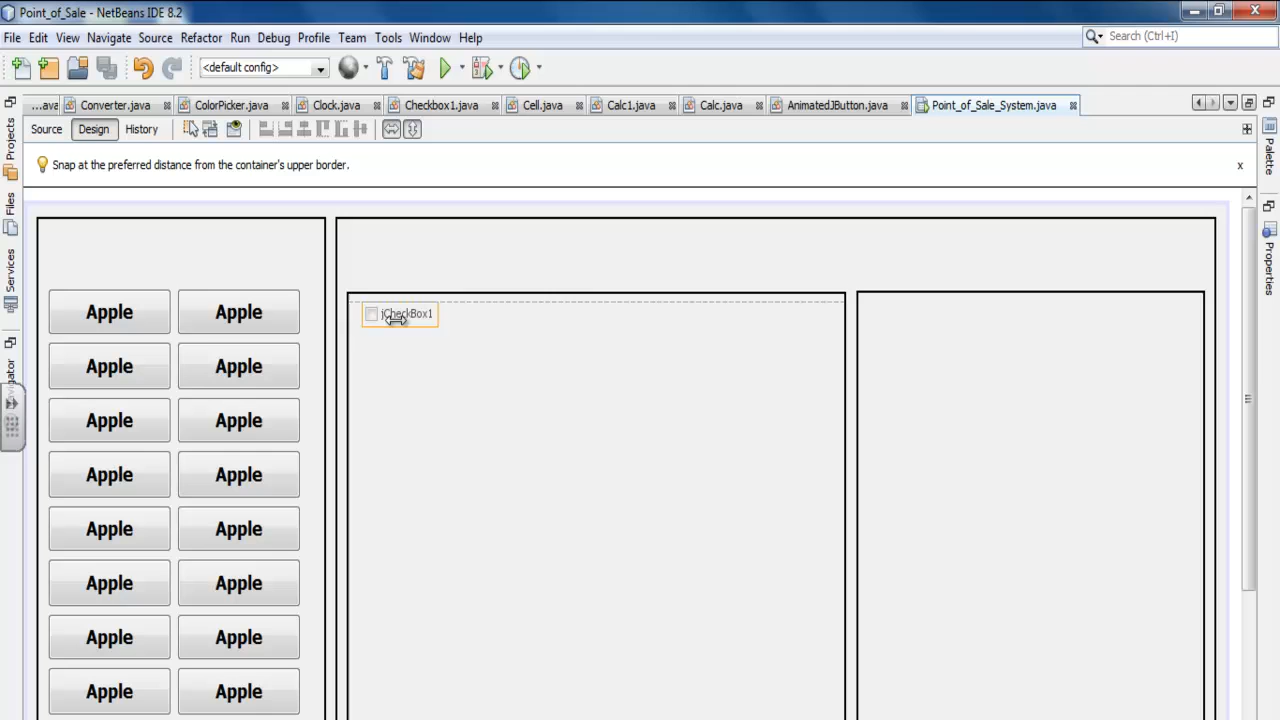 Point_of_Sale - NetBeans IDE 8.2
File Edit View Navigate Source Refactor Run Debug Profile Team Tools Window Help
Search (Ctrl+I)
<default config>
...ava Converter.java ColorPicker.java Clock.java Checkbox1.java Cell.java Calc1.java Calc.java AnimatedJButton.java Point_of_Sale_System.java
Source Design History
Snap at the preferred distance from the container's upper border.
x
Projects
Files
Services
Palette
Properties
jCheckBox1
Apple Apple
Apple Apple
Apple Apple
Apple Apple
Apple Apple
Apple Apple
Apple Apple
Apple Apple